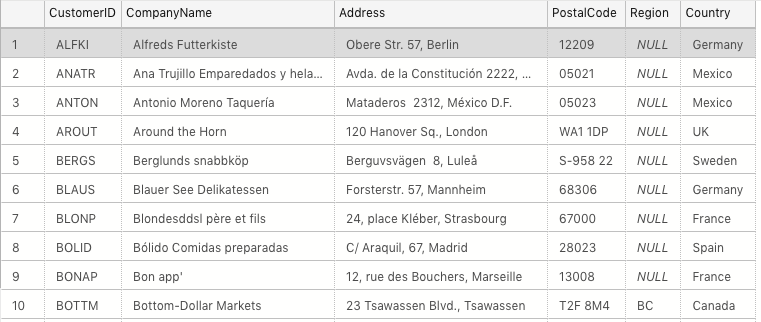 CustomerID CompanyName Address PostalCode Region Country
1 ALFKI Alfreds Futterkiste Obere Str. 57, Berlin 12209 NULL Germany
2 ANATR Ana Trujillo Emparedados y hela... Avda. de la Constitución 2222, ... 05021 NULL Mexico
3 ANTON Antonio Moreno Taquería Mataderos  2312, México D.F. 05023 NULL Mexico
4 AROUT Around the Horn 120 Hanover Sq., London WA1 1DP NULL UK
5 BERGS Berglunds snabbköp Berguvsvägen  8, Luleå S-958 22 NULL Sweden
6 BLAUS Blauer See Delikatessen Forsterstr. 57, Mannheim 68306 NULL Germany
7 BLONP Blondesddsl père et fils 24, place Kléber, Strasbourg 67000 NULL France
8 BOLID Bólido Comidas preparadas C/ Araquil, 67, Madrid 28023 NULL Spain
9 BONAP Bon app' 12, rue des Bouchers, Marseille 13008 NULL France
10 BOTTM Bottom-Dollar Markets 23 Tsawassen Blvd., Tsawassen T2F 8M4 BC Canada